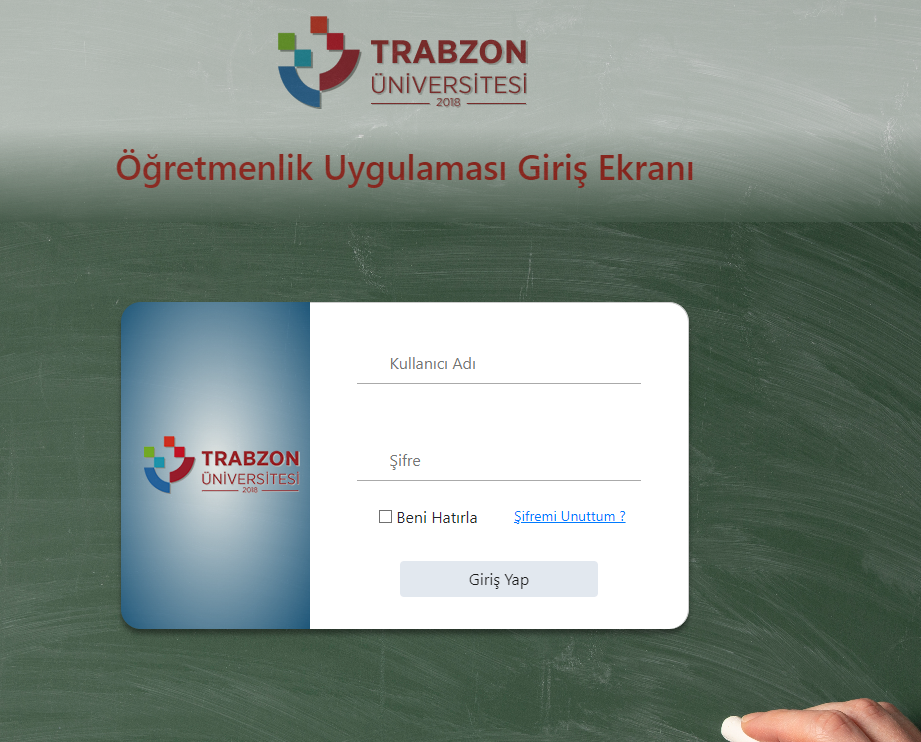 TRABZON
ÜNİVERSİTESİ
2018
Öğretmenlik Uygulaması Giriş Ekranı
Kullanıcı Adı
TRABZON
ÜNİVERSİTESİ
2018
Şifre
Beni Hatırla Şifremi Unuttum ?
Giriş Yap